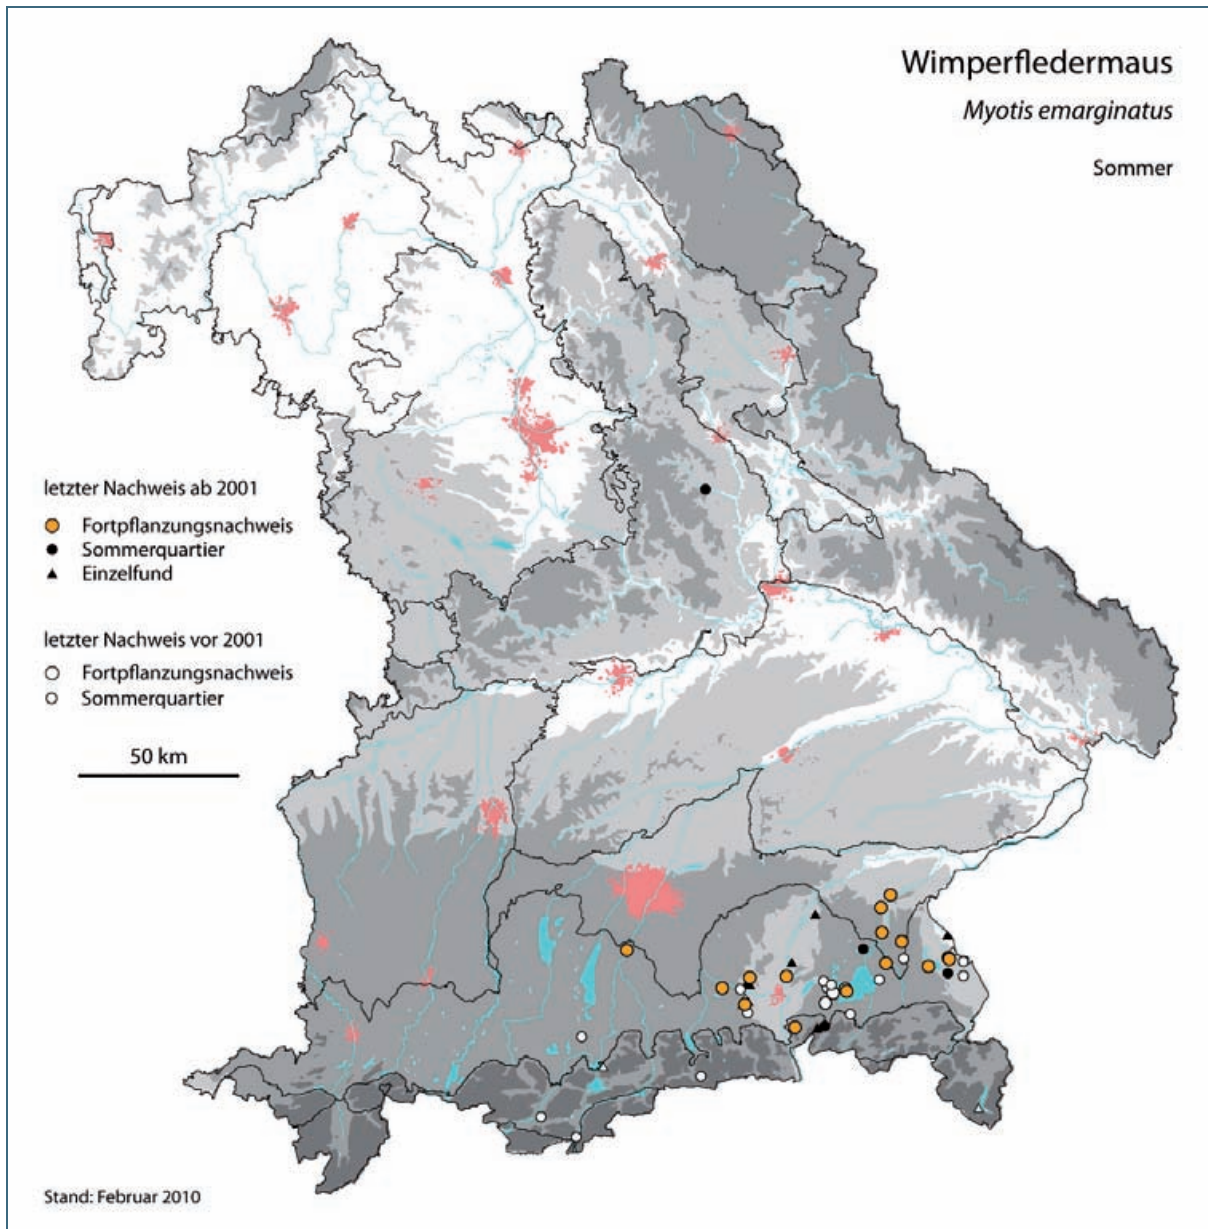 Wimperfledermaus
Myotis emarginatus
Sommer
letzter Nachweis ab 2001
Fortpflanzungsnachweis
Sommerquartier
Einzelfund
letzter Nachweis vor 2001
Fortpflanzungsnachweis
Sommerquartier
50 km
Stand: Februar 2010